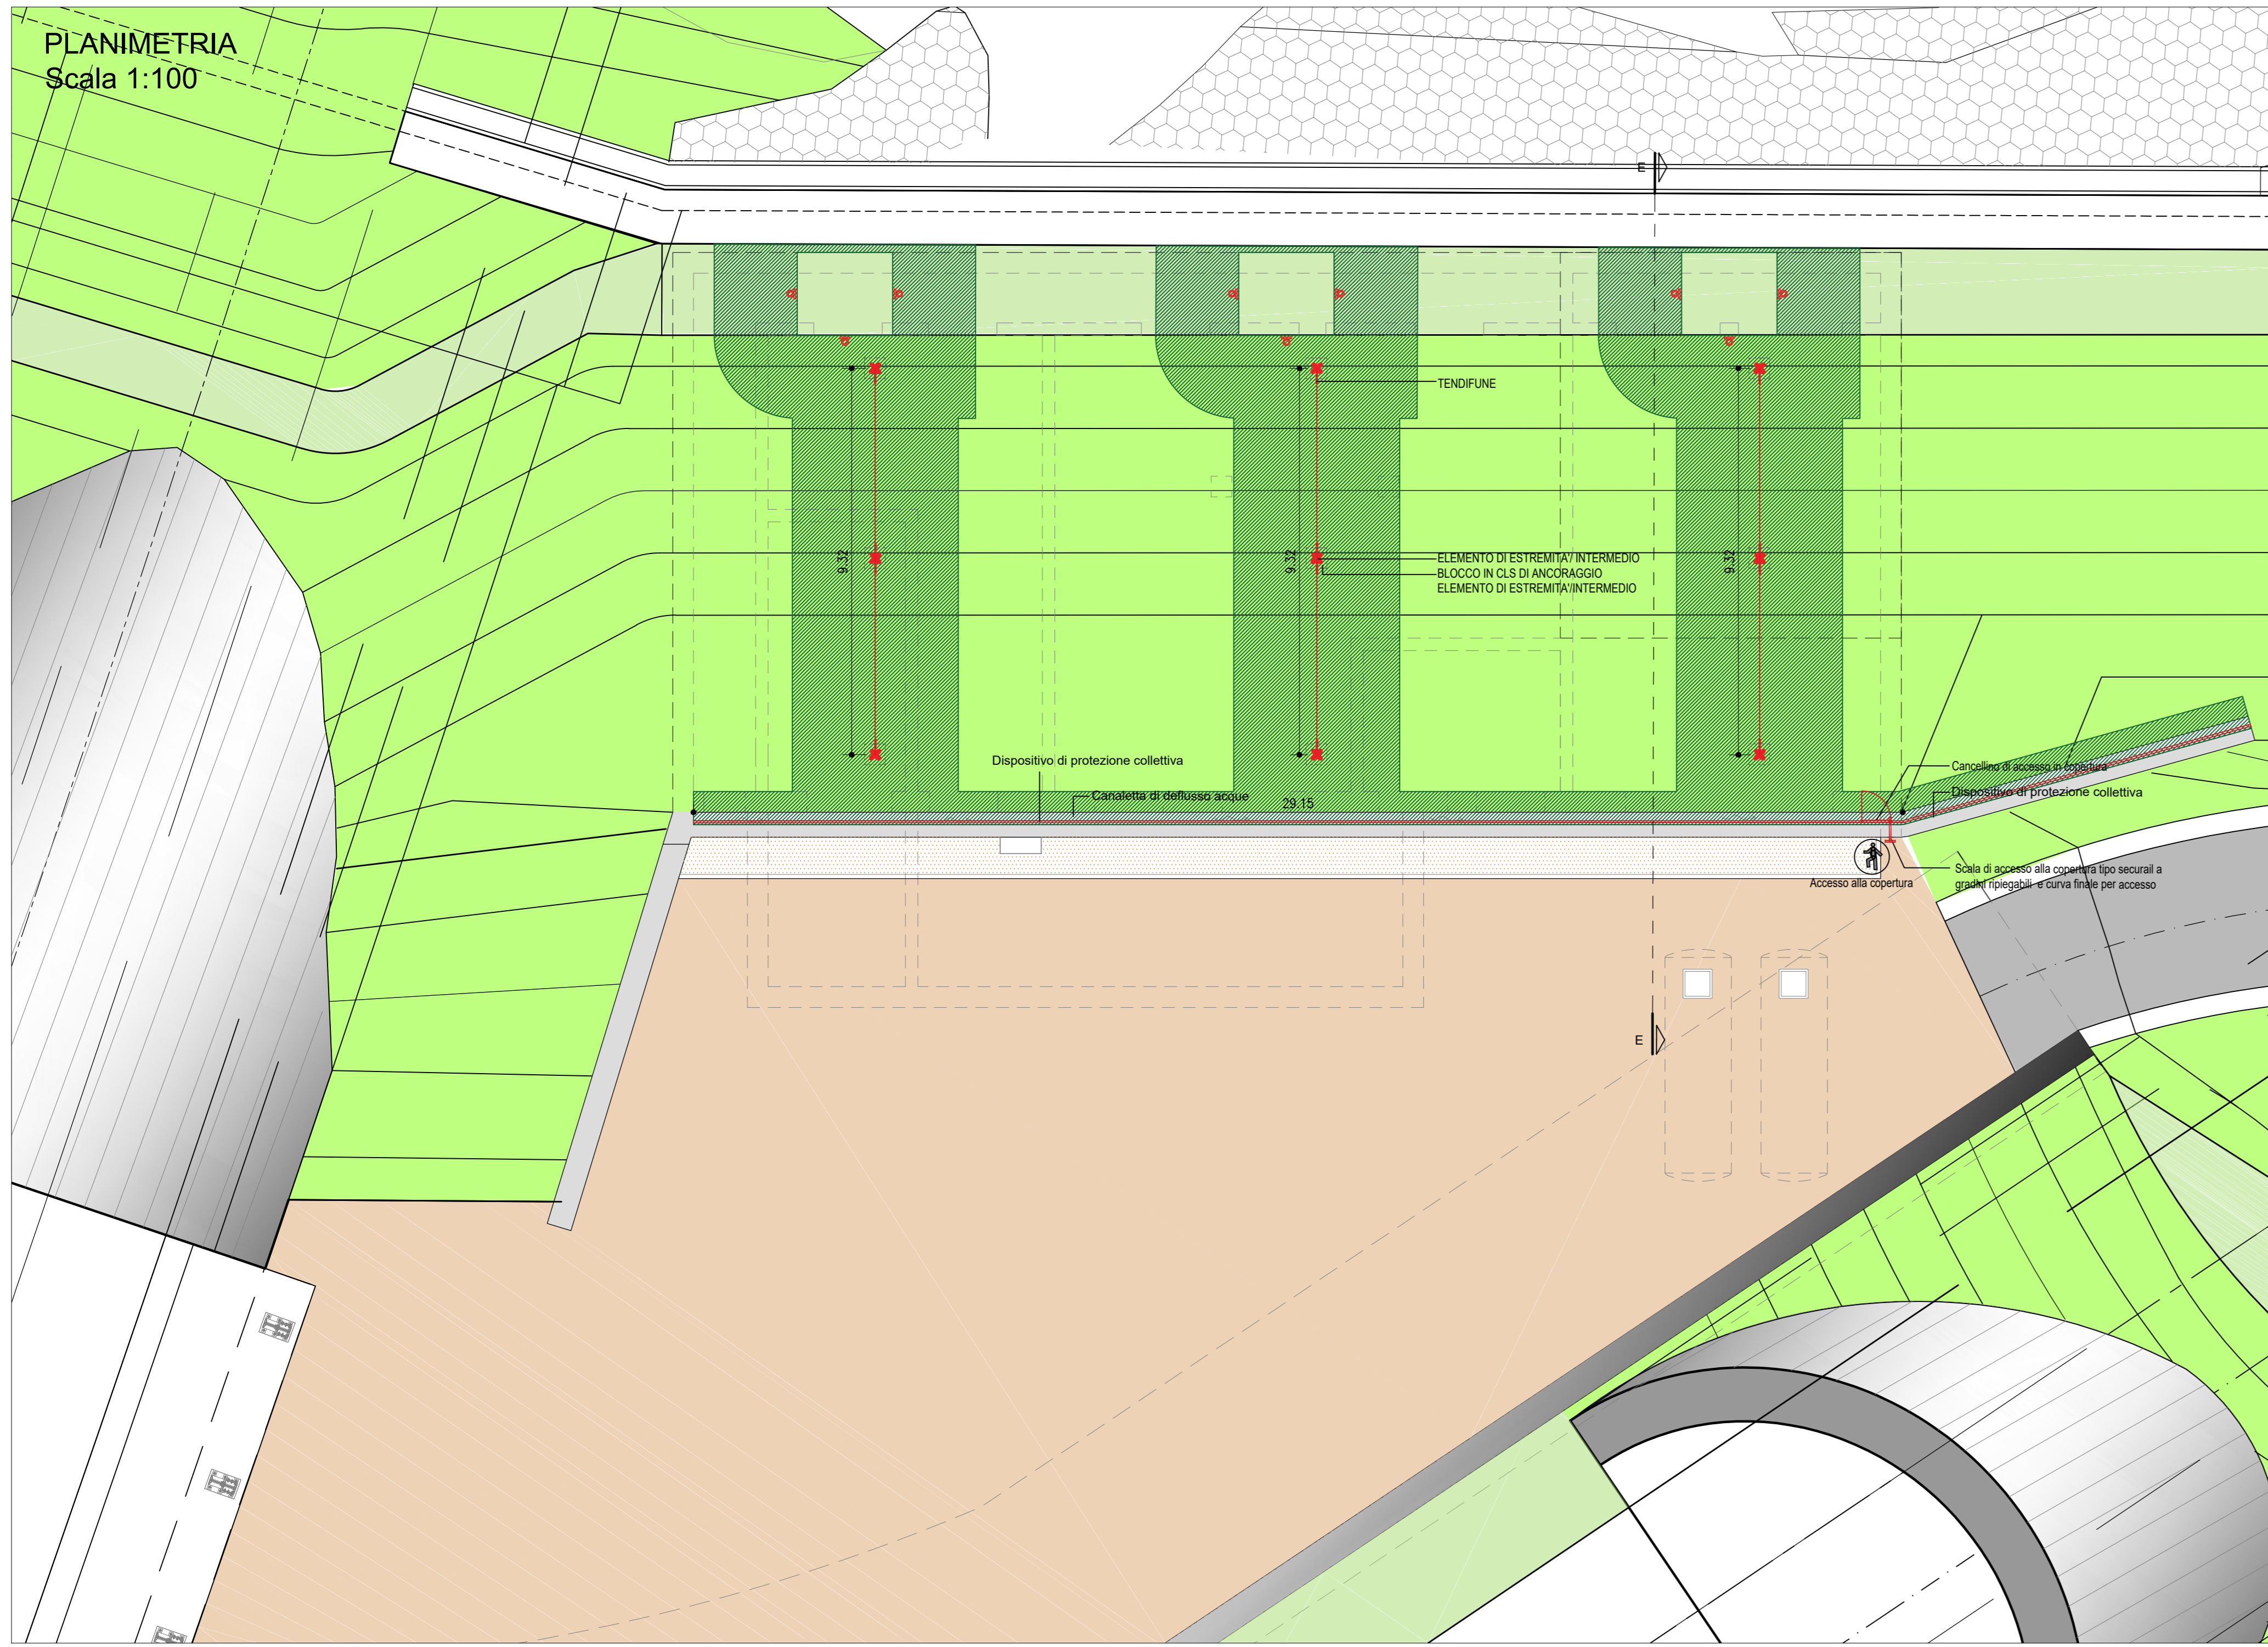 PLANIMETRIA
Scala 1:100
E
TENDIFUNE
9.32
9.32
9.32
ELEMENTO DI ESTREMITA'/ INTERMEDIO
BLOCCO IN CLS DI ANCORAGGIO
ELEMENTO DI ESTREMITA'/INTERMEDIO
Dispositivo di protezione collettiva
Canaletta di deflusso acque
29.15
Cancellino di accesso in copertura
Dispositivo di protezione collettiva
Accesso alla copertura
Scala di accesso alla copertura tipo securail a
gradini ripiegabili e curva finale per accesso
E